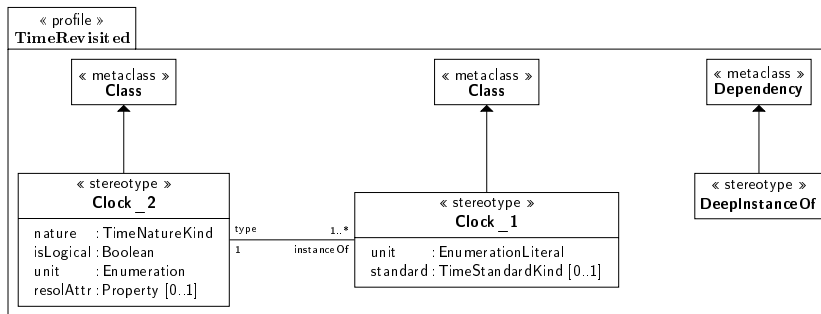 « profile »
TimeRevisited
« metaclass »
Class
« metaclass »
Class
« metaclass »
Dependency
« stereotype »
Clock_2
nature : TimeNatureKind
isLogical : Boolean
unit : Enumeration
resolAttr : Property [0..1]
type
1
1..*
instanceOf
« stereotype »
Clock_1
unit : EnumerationLiteral
standard : TimeStandardKind [0..1]
« stereotype »
DeepInstanceOf